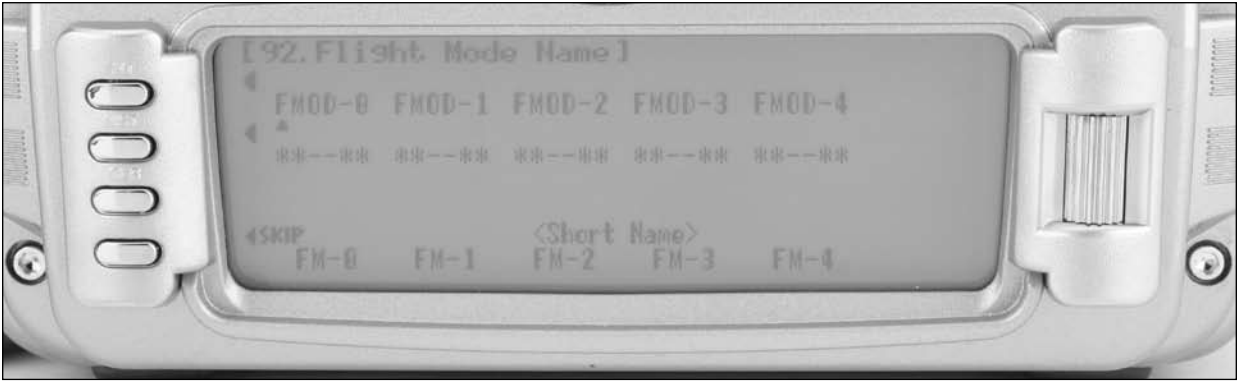 [92.Flight Mode Name]
FMOD-0 FMOD-1 FMOD-2 FMOD-3 FMOD-4
**--** **--** **--** **--** **--**
SKIP <Short Name>
FM-0 FM-1 FM-2 FM-3 FM-4